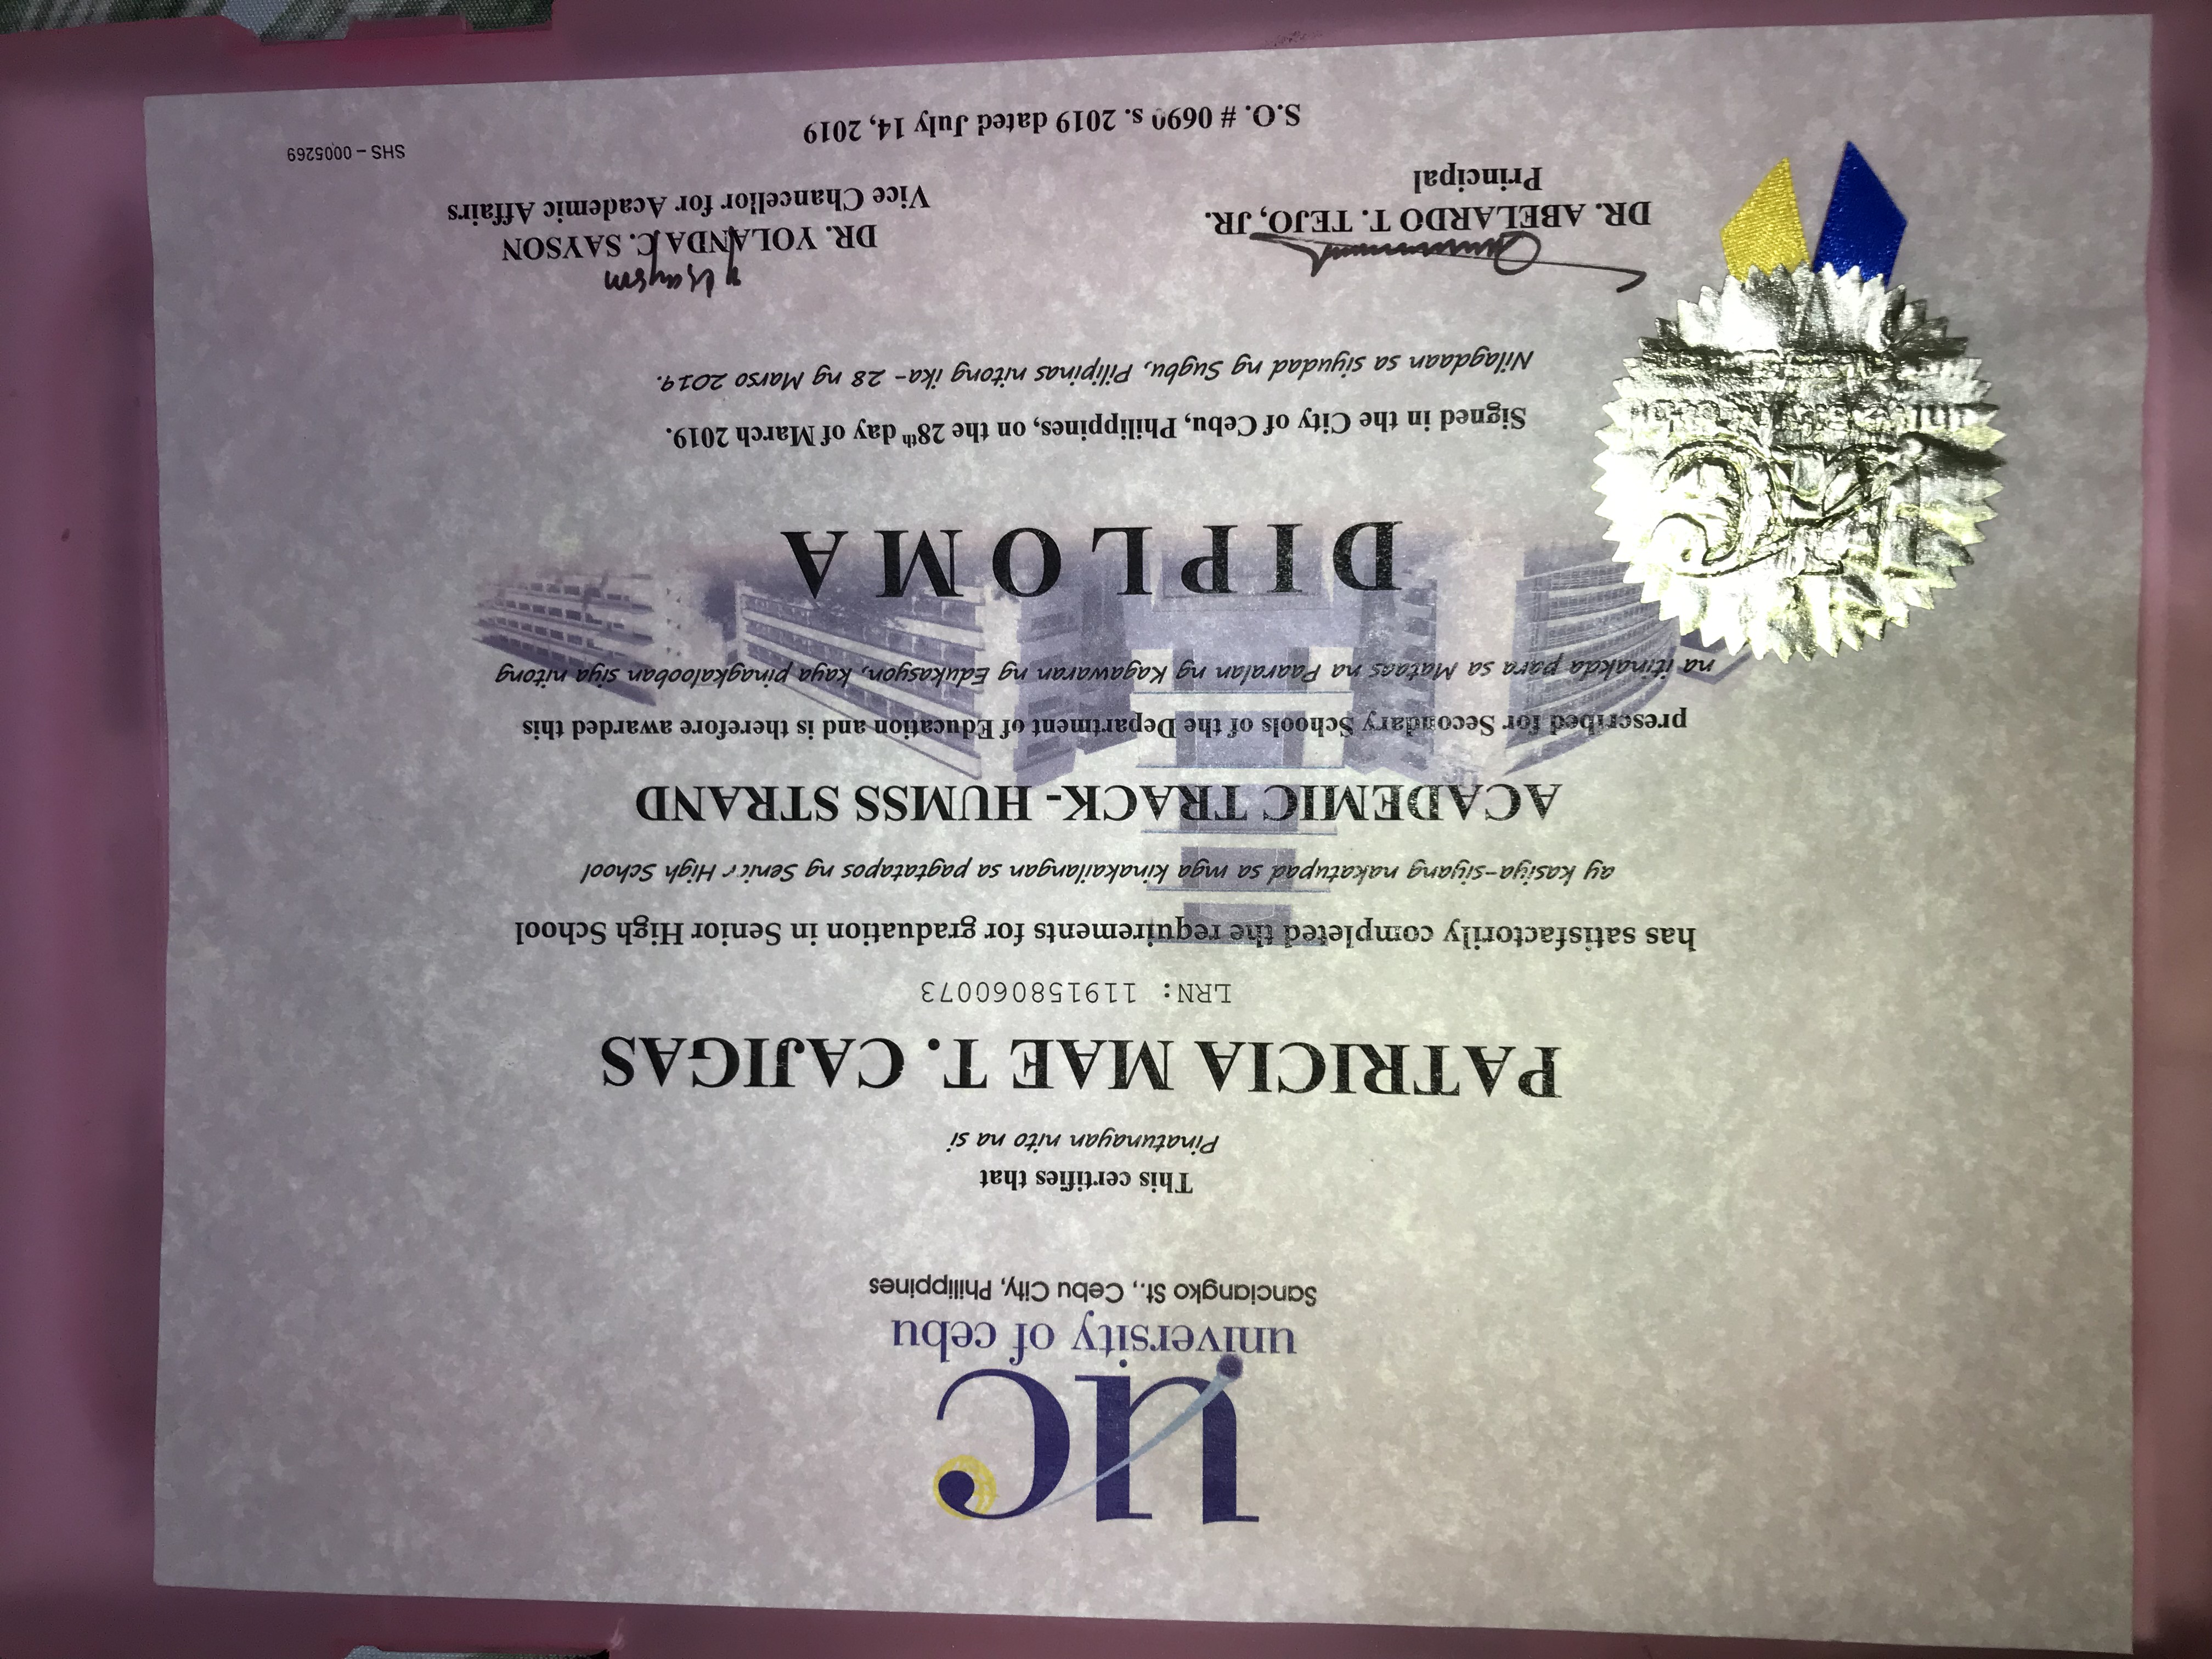 uc
university of cebu
Sanciangko St., Cebu City, Philippines
This certifies that
Pinatunayan nito na si
PATRICIA MAE T. CAJIGAS
LRN: 119158060073
has satisfactorily completed the requirements for graduation in Senior High School
ay kasiya-siyang nakatupad sa mga kinakailangan sa pagtatapos ng Senior High School
ACADEMIC TRACK- HUMSS STRAND
prescribed for Secondary Schools of the Department of Education and is therefore awarded this
na itinakda para sa Mataas na Paaralan ng Kagawaran ng Edukasyon, kaya pinagkalooban siya nitong
DIPLOMA
Signed in the City of Cebu, Philippines, on the 28th day of March 2019.
Nilagdaan sa siyudad ng Sugbu, Pilipinas nitong ika- 28 ng Marso 2019.
DR. ABELARDO T. TEJO, JR.
Principal
DR. YOLANDA C. SAYSON
Vice Chancellor for Academic Affairs
S.O. # 0690 s. 2019 dated July 14, 2019
SHS – 0005269